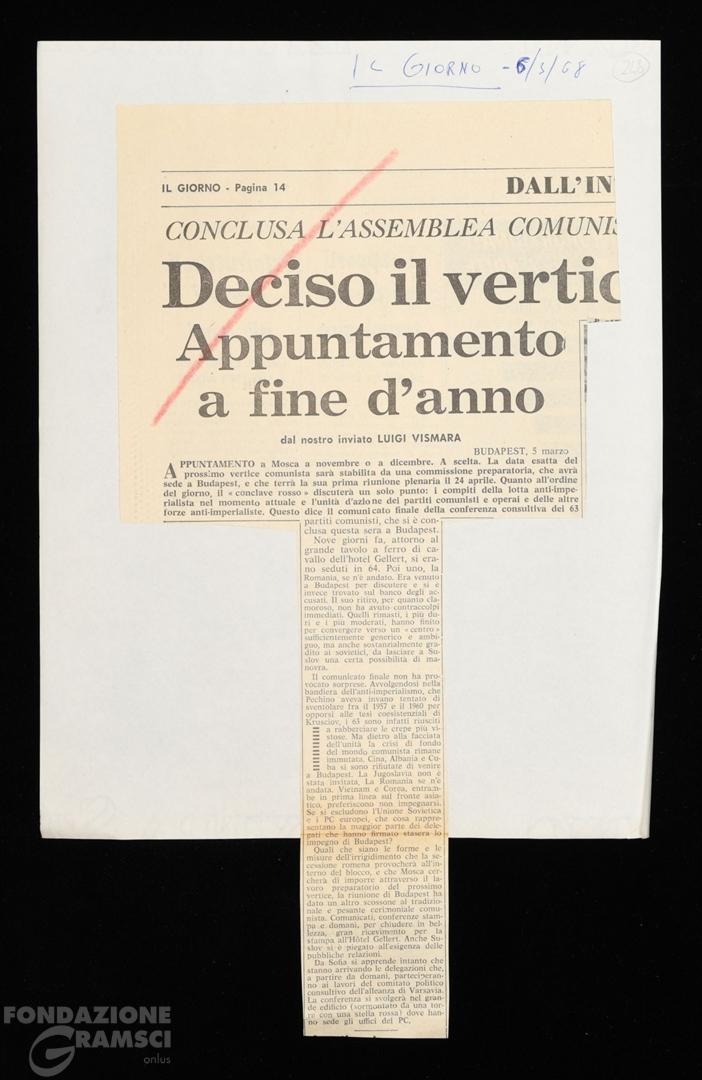 IL GIORNO - 6/3/68
248
IL GIORNO - Pagina 14
DALL'IN
CONCLUSA L'ASSEMBLEA COMUNIS
Deciso il vertic
Appuntamento
a fine d'anno
dal nostro inviato LUIGI VISMARA
BUDAPEST, 5 marzo
APPUNTAMENTO a Mosca a novembre o a dicembre. A scelta. La data esatta del
prossimo vertice comunista sarà stabilita da una commissione preparatoria, che avrà
sede a Budapest, e che terrà la sua prima riunione plenaria il 24 aprile. Quanto all'ordine
del giorno, il « conclave rosso » discuterà un solo punto: i compiti della lotta anti-impe-
rialista nel momento attuale e l'unità d'azione dei partiti comunisti e operai e delle altre
forze anti-imperialiste. Questo dice il comunicato finale della conferenza consultiva dei 63
partiti comunisti, che si è con-
clusa questa sera a Budapest.
Nove giorni fa, attorno al
grande tavolo a ferro di ca-
vallo dell'hotel Gellert, si era-
no seduti in 64. Poi uno, la
Romania, se n'è andato. Era venuto
a Budapest per discutere e si è
invece trovato sul banco degli ac-
cusati. Il suo ritiro, per quanto cla-
moroso, non ha avuto contraccolpi
immediati. Quelli rimasti, i più du-
ri e i più moderati, hanno finito
per convergere verso un « centro »
sufficientemente generico e ambi-
guo, ma anche sostanzialmente gra-
dito ai sovietici, da lasciare a Su-
slov una certa possibilità di ma-
novra.
Il comunicato finale non ha pro-
vocato sorprese. Avvolgendosi nella
bandiera dell'anti-imperialismo, che
Pechino aveva invano tentato di
sventolare fra il 1957 e il 1960 per
opporsi alle tesi coesistenziali di
Krusciov, i 63 sono infatti riusciti
a rabberciare le crepe più vi-
stose. Ma dietro alla facciata
dell'unità la crisi di fondo
del mondo comunista rimane
immutata. Cina, Albania e Cu-
ba si sono rifiutate di venire
a Budapest. La Jugoslavia non è
stata invitata. La Romania se n'è
andata. Vietnam e Corea, entram-
be in prima linea sul fronte asia-
tico, preferiscono non impegnarsi.
Se si escludono l'Unione Sovietica
e i PC europei, che cosa rappre-
sentano la maggior parte dei dele-
gati che hanno firmato stasera lo
impegno di Budapest?
Quali che siano le forme e le
misure dell'irrigidimento che la se-
cessione romena provocherà all'in-
terno del blocco, e che Mosca cer-
cherà di imporre attraverso il la-
voro preparatorio del prossimo
vertice, la riunione di Budapest ha
dato un altro scossone al tradizio-
nale e pesante cerimoniale comu-
nista. Comunicati, conferenze stam-
pa e domani, per chiudere in bel-
lezza, gran ricevimento per la
stampa all'Hôtel Gellert. Anche Su-
slov si è piegato all'esigenza delle
pubbliche relazioni.
Da Sofia si apprende intanto che
stanno arrivando le delegazioni che,
a partire da domani, parteciperan-
no ai lavori del comitato politico
consultivo dell'alleanza di Varsavia.
La conferenza si svolgerà nel gran-
de edificio (sormontato da una tor-
re con una stella rossa) dove han-
no sede gli uffici del PC.
FONDAZIONE
GRAMSCI
onlus